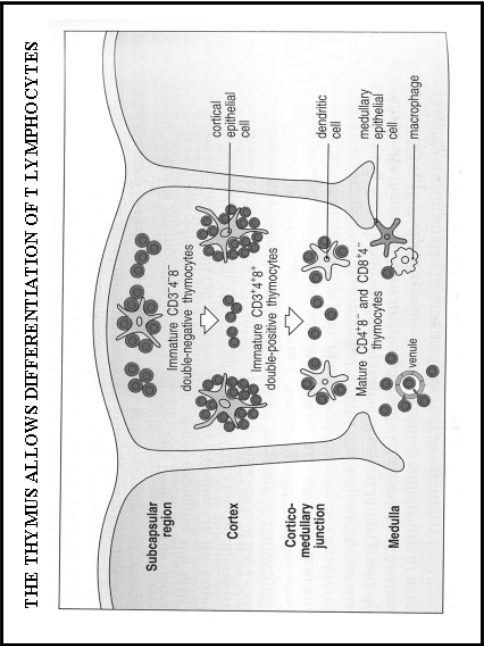 THE THYMUS ALLOWS DIFFERENTIATION OF T LYMPHOCYTES
Subcapsular
region
Cortex
Cortico-
medullary
junction
Medulla
Immature CD3⁻4⁻8⁻
double-negative thymocytes
Immature CD3⁺4⁺8⁺
double-positive thymocytes
Mature CD4⁺8⁻ and CD8⁺4⁻
thymocytes
venule
cortical
epithelial
cell
dendritic
cell
medullary
epithelial
cell
macrophage